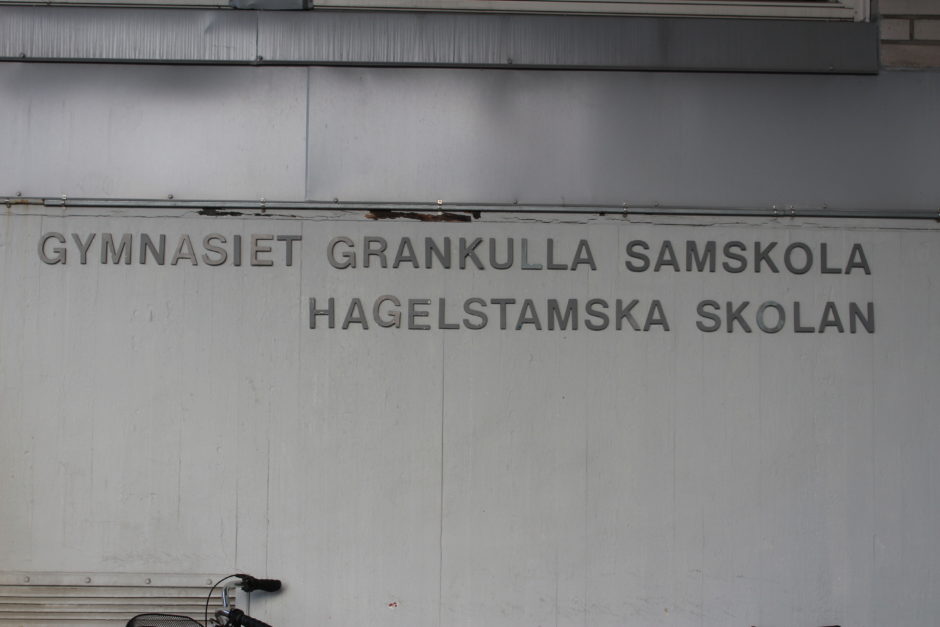 GYMNASIET GRANKULLA SAMSKOLA
HAGELSTAMSKA SKOLAN